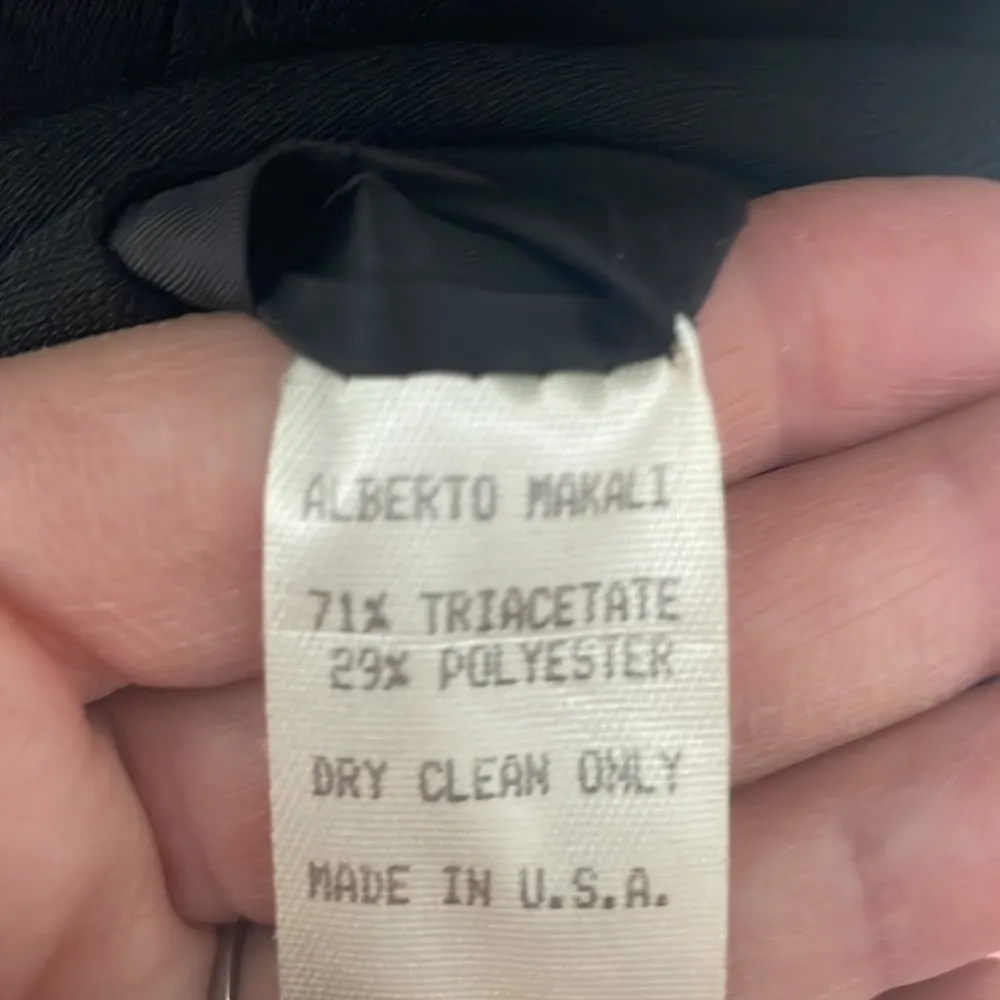 ALBERTO MAKALI
71% TRIACETATE
29% POLYESTER
DRY CLEAN ONLY
MADE IN U.S.A.